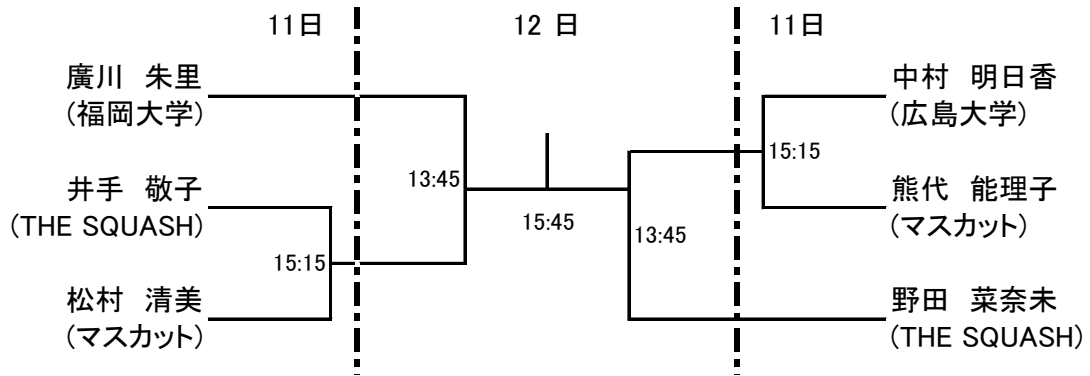 11日
12 日
11日
廣川　朱里
(福岡大学)
井手　敬子
(THE SQUASH)
松村　清美
(マスカット)
15:15
13:45
15:45
13:45
15:15
中村　明日香
(広島大学)
熊代　能理子
(マスカット)
野田　菜奈未
(THE SQUASH)